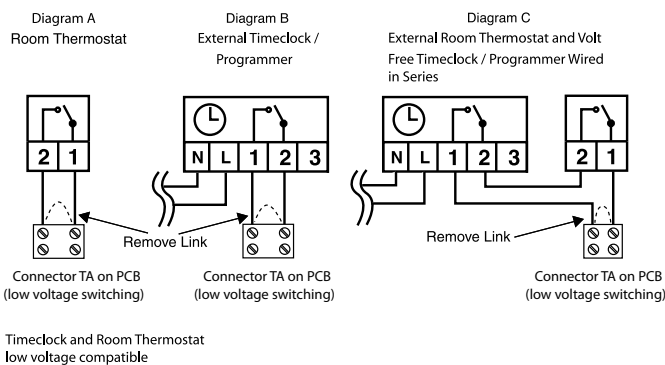 Diagram A
Room Thermostat
2 1
Connector TA on PCB
(low voltage switching)
Diagram B
External Timeclock /
Programmer
N L 1 2 3
Remove Link
Connector TA on PCB
(low voltage switching)
Diagram C
External Room Thermostat and Volt
Free Timeclock / Programmer Wired
in Series
N L 1 2 3
2 1
Remove Link
Connector TA on PCB
(low voltage switching)
Timeclock and Room Thermostat
low voltage compatible